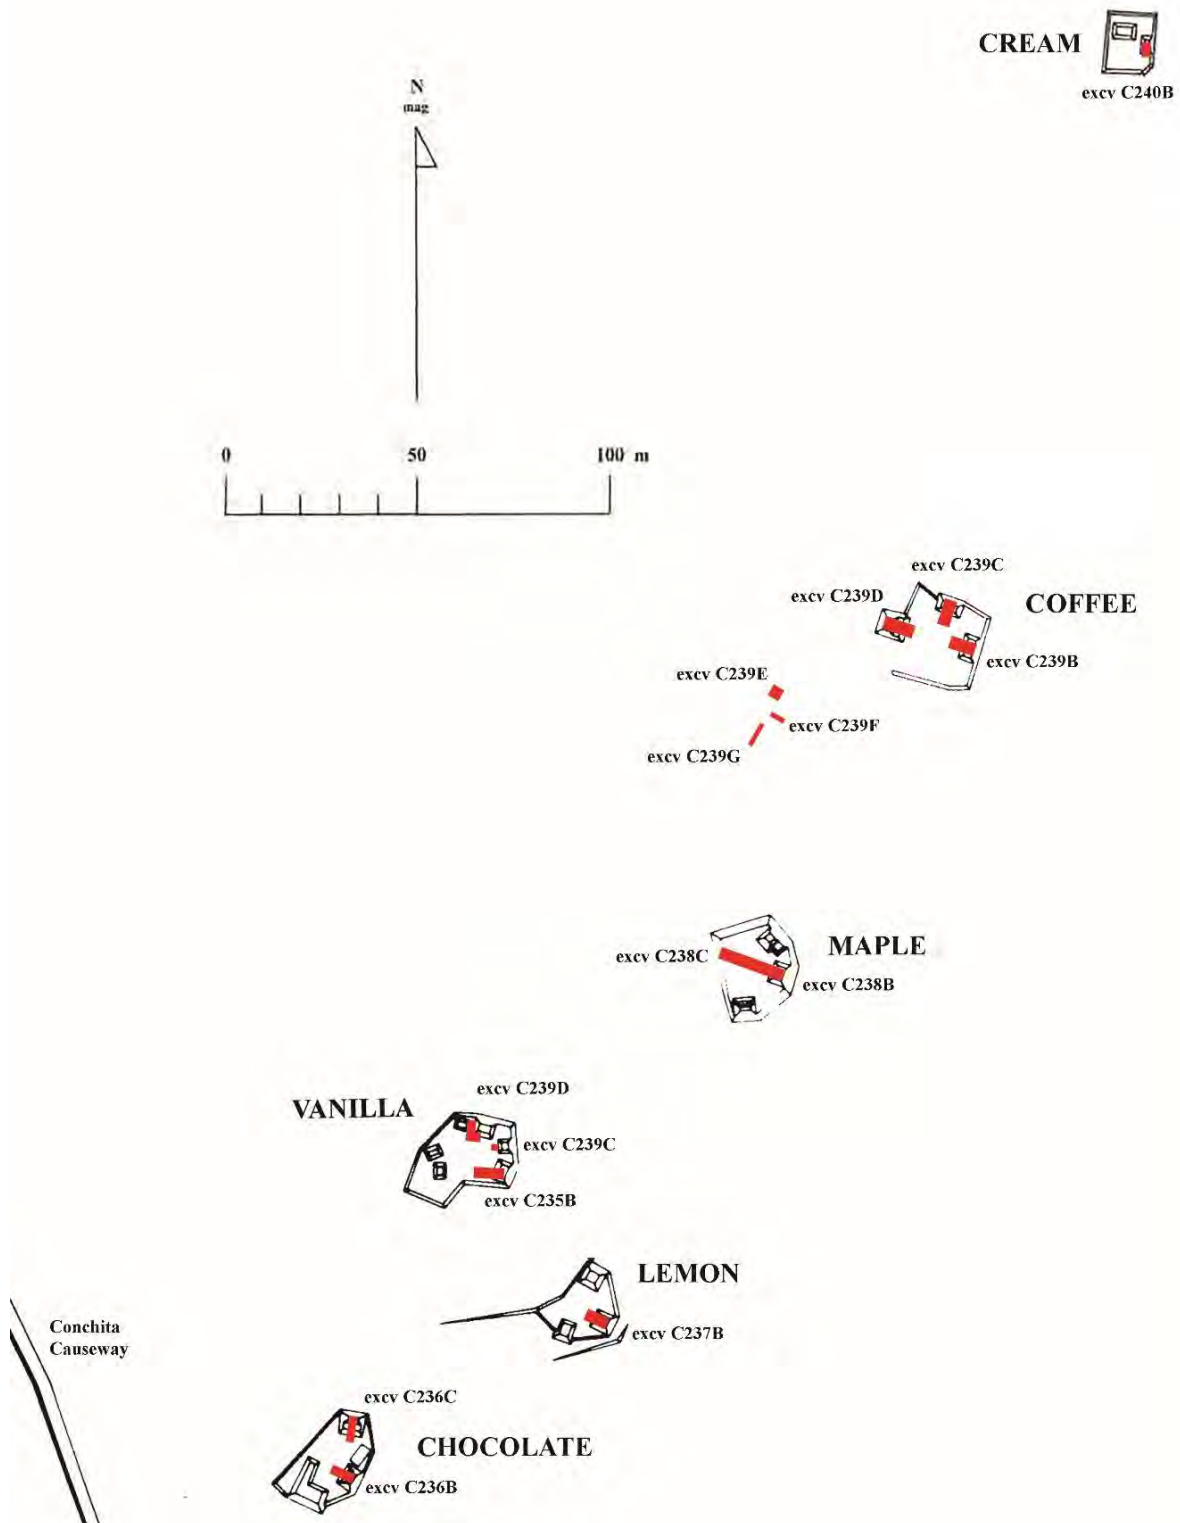 CREAM
excv C240B
N
mag
0 50 100 m
excv C239C
excv C239D
COFFEE
excv C239B
excv C239E
excv C239F
excv C239G
MAPLE
excv C238C
excv C238B
excv C239D
VANILLA
excv C239C
excv C235B
LEMON
excv C237B
Conchita
Causeway
excv C236C
CHOCOLATE
excv C236B